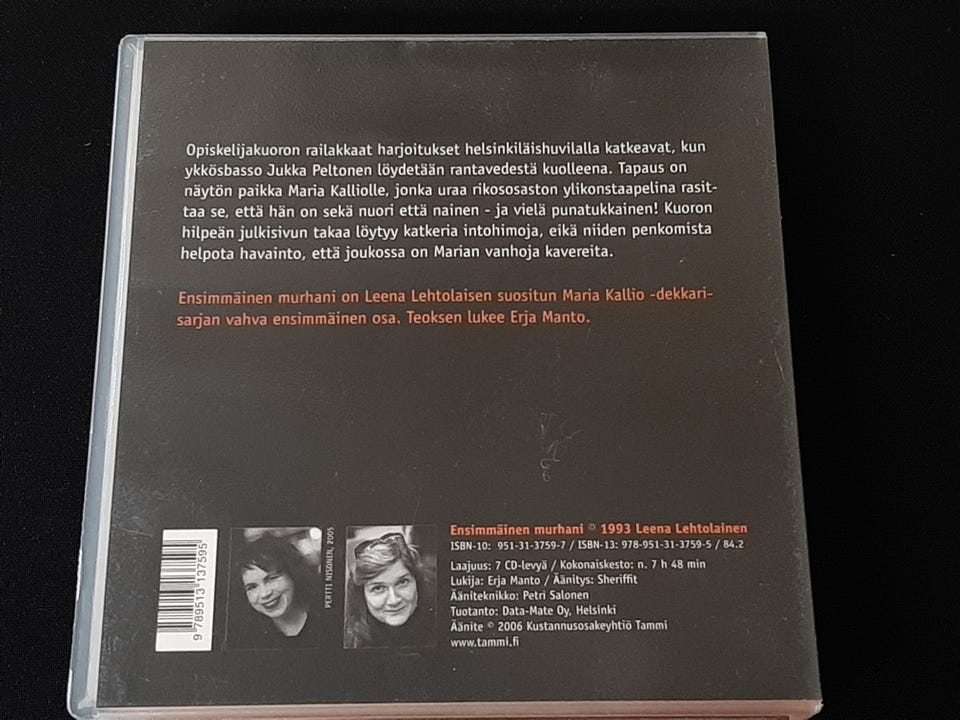 Opiskelijakuoron railakkaat harjoitukset helsinkiläishuvilalla katkeavat, kun
ykkösbasso Jukka Peltonen löydetään rantavedestä kuolleena. Tapaus on
näytön paikka Maria Kalliolle, jonka uraa rikososaston ylikonstaapelina rasit-
taa se, että hän on sekä nuori että nainen - ja vielä punatukkainen! Kuoron
hilpeän julkisivun takaa löytyy katkeria intohimoja, eikä niiden penkomista
helpota havainto, että joukossa on Marian vanhoja kavereita.
Ensimmäinen murhani on Leena Lehtolaisen suositun Maria Kallio -dekkari-
sarjan vahva ensimmäinen osa. Teoksen lukee Erja Manto.
9 789513 137595
PERTTI NISONEN, 2005
Ensimmäinen murhani © 1993 Leena Lehtolainen
ISBN-10: 951-31-3759-7 / ISBN-13: 978-951-31-3759-5 / 84.2
Laajuus: 7 CD-levyä / Kokonaiskesto: n. 7 h 48 min
Lukija: Erja Manto / Äänitys: Sheriffit
Ääniteknikko: Petri Salonen
Tuotanto: Data-Mate Oy, Helsinki
Äänite © 2006 Kustannusosakeyhtiö Tammi
www.tammi.fi